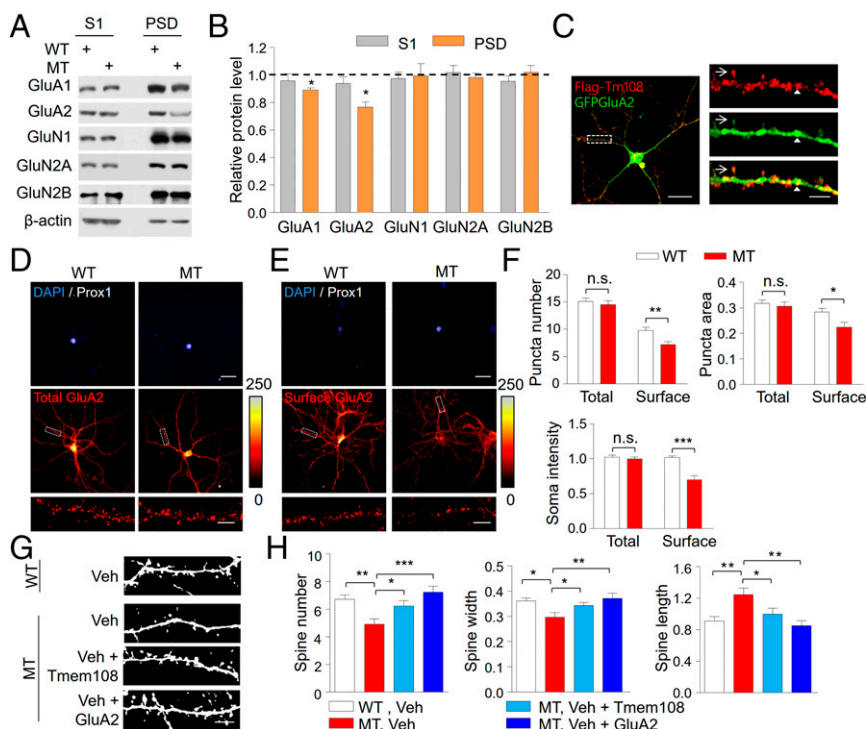 A
S1 PSD
WT + +
MT + +
GluA1
GluA2
GluN1
GluN2A
GluN2B
β-actin
B
S1 PSD
Relative protein level
1.2
1.0
0.8
0.6
0.4
0.2
0.0
* *
GluA1 GluA2 GluN1 GluN2A GluN2B
C
Flag-Tm108
GFPGluA2
D
WT MT
DAPI / Prox1
Total GluA2
250
0
E
WT MT
DAPI / Prox1
Surface GluA2
250
0
F
WT MT
Puncta number
20
15
10
5
0
n.s. **
Total Surface
Puncta area
0.4
0.3
0.2
0.1
0.0
n.s. *
Total Surface
Soma intensity
1.5
1.0
0.5
0.0
n.s. ***
Total Surface
G
WT
Veh
MT
Veh
Veh +
Tmem108
Veh +
GluA2
H
Spine number
10
8
6
4
2
0
** * ***
Spine width
0.5
0.4
0.3
0.2
0.1
0.0
* * **
Spine length
1.6
1.2
0.8
0.4
0.0
** * **
WT , Veh
MT, Veh
MT, Veh + Tmem108
MT, Veh + GluA2